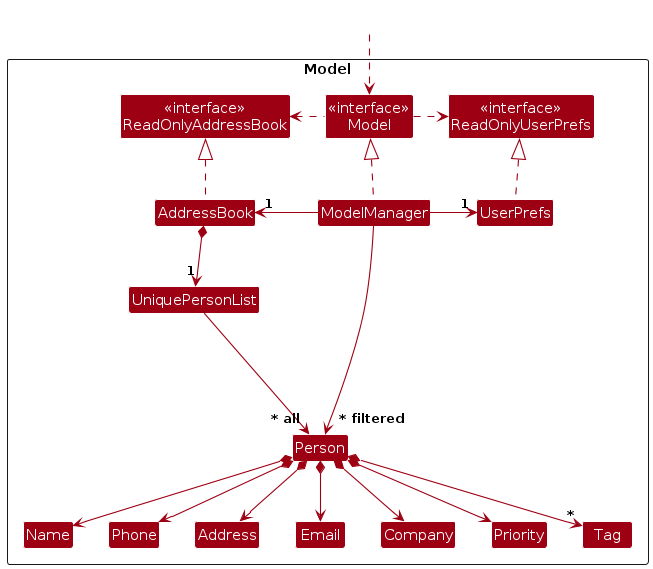 Model
«interface»
ReadOnlyAddressBook
«interface»
Model
«interface»
ReadOnlyUserPrefs
AddressBook
1
ModelManager
1
UserPrefs
1
UniquePersonList
* all
* filtered
Person
*
Name
Phone
Address
Email
Company
Priority
Tag